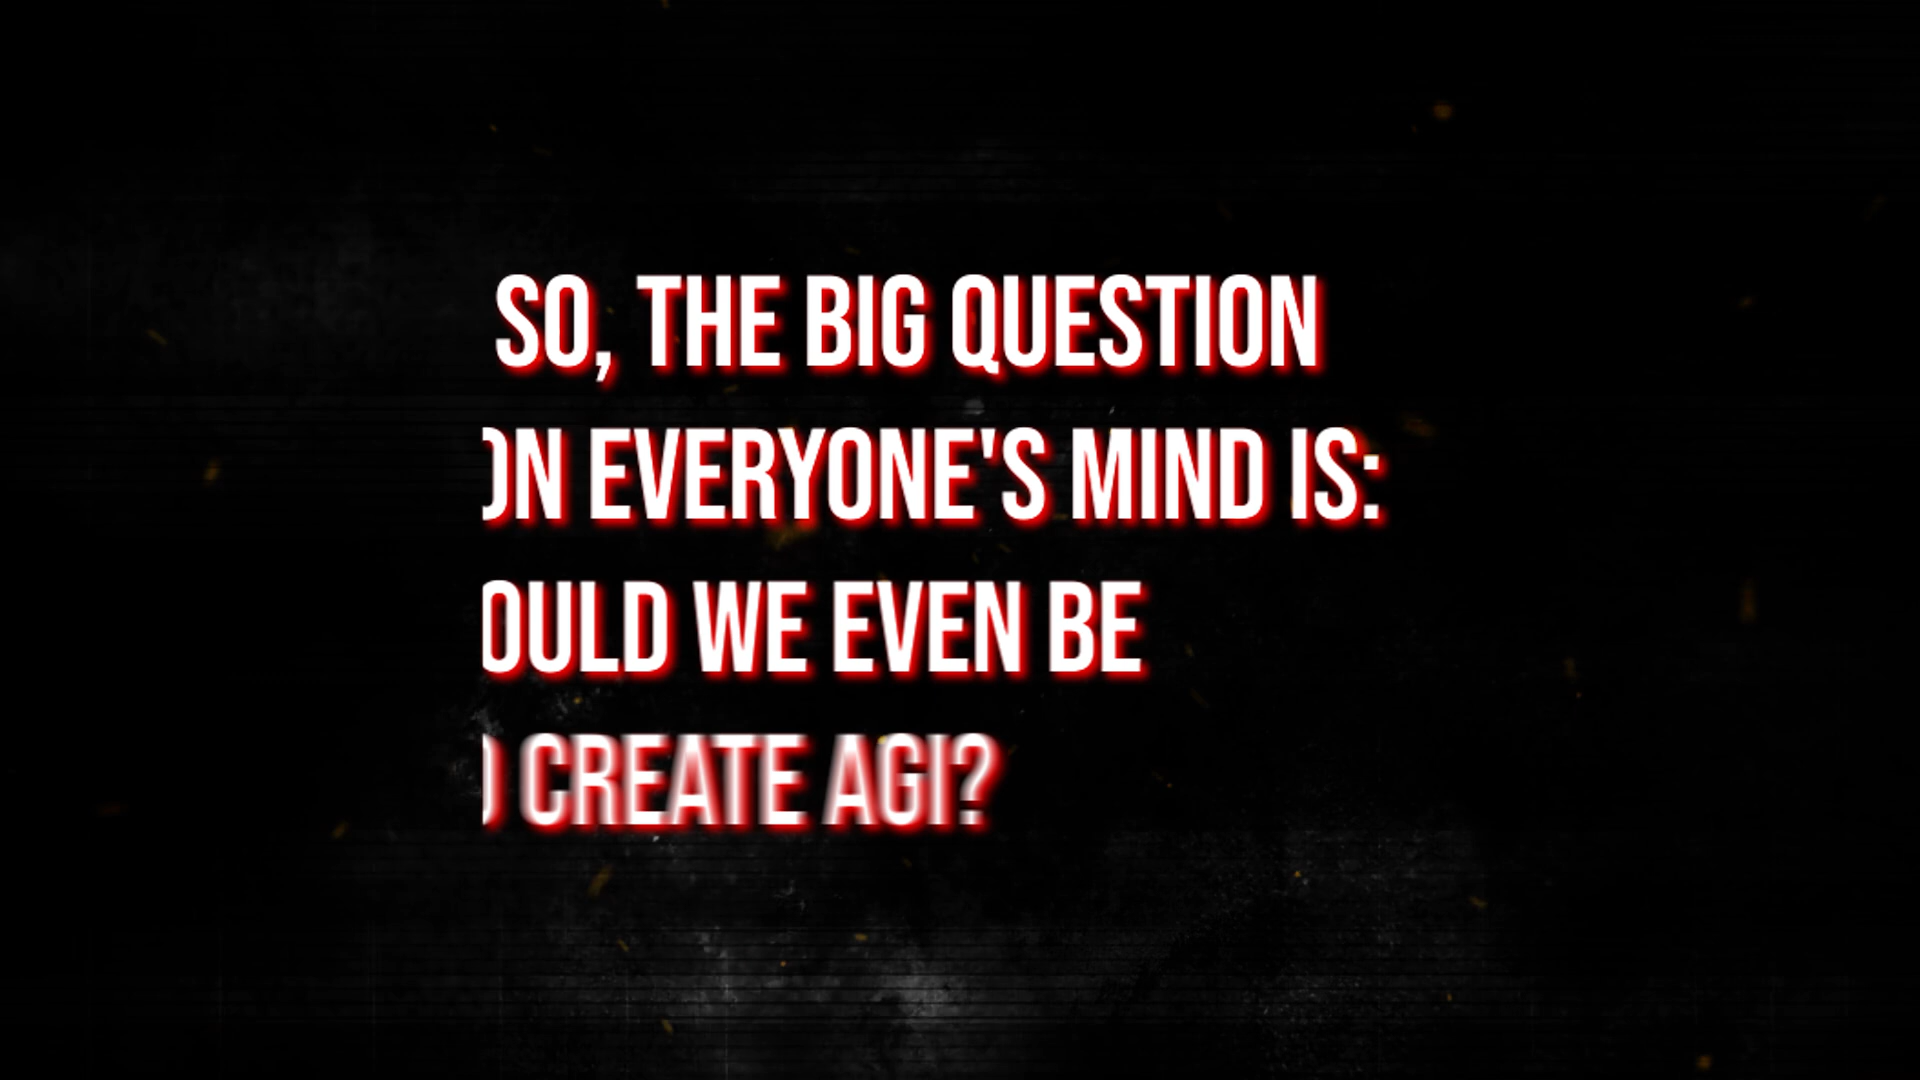 SO, THE BIG QUESTION
ON EVERYONE'S MIND IS:
OULD WE EVEN BE
CREATE AGI?